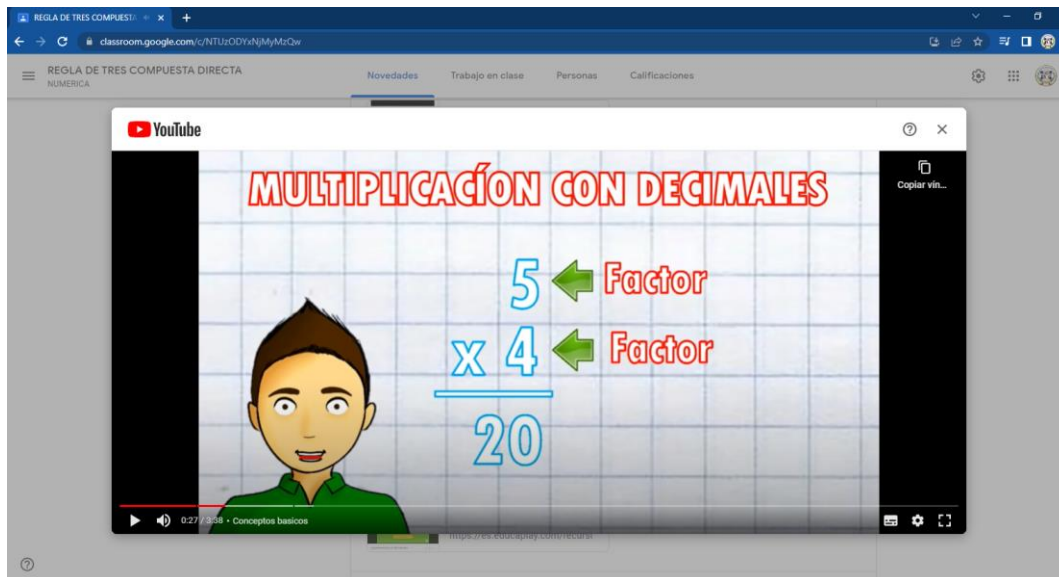 REGLA DE TRES COMPUESTA
classroom.google.com/c/NTUzODYxNjMyMzQw
REGLA DE TRES COMPUESTA DIRECTA
NUMERICA
Novedades Trabajo en clase Personas Calificaciones
YouTube
Copiar vín...
MULTIPLICACÍON CON DECIMALES
5 Factor
x 4 Factor
20
0:27 / 3:38 • Conceptos basicos
https://es.educaplay.com/recurs